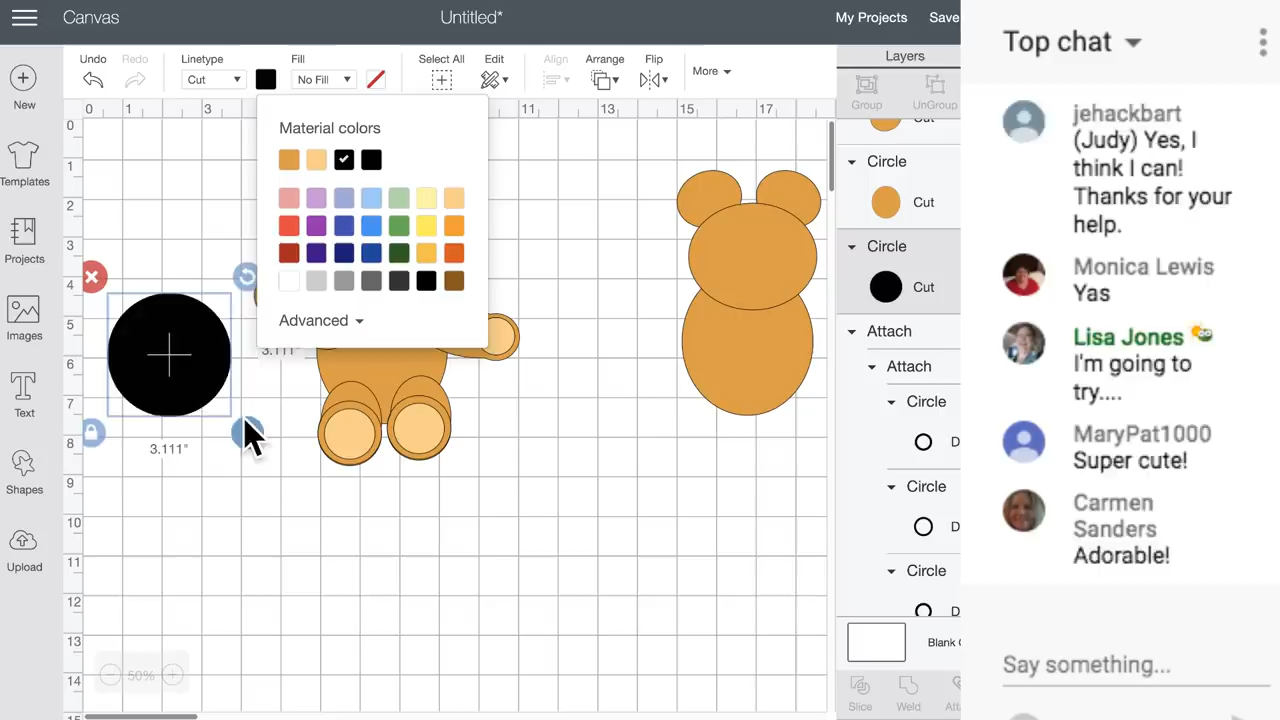 Canvas
Untitled*
My Projects
Save
Undo
Redo
Linetype
Cut
Fill
No Fill
Select All
Edit
Align
Arrange
Flip
More
New
Templates
Projects
Images
Text
Shapes
Upload
0 1 3 11 13 15 17
0
1
2
3
4
5
6
7
8
9
10
11
12
13
14
Material colors
Advanced
3.111"
3.111"
50%
Layers
Group
UnGroup
Cut
Circle
Cut
Circle
Cut
Attach
Attach
Circle
D
Circle
D
Circle
D
Blank
Slice
Weld
Top chat
jehackbart
(Judy) Yes, I
think I can!
Thanks for your
help.
Monica Lewis
Yas
Lisa Jones
I'm going to
try....
MaryPat1000
Super cute!
Carmen
Sanders
Adorable!
Say something...